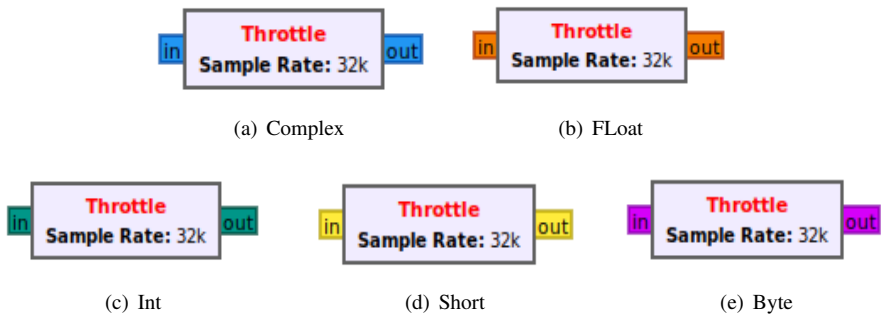 Throttle
in Sample Rate: 32k out
(a) Complex
Throttle
in Sample Rate: 32k out
(b) FLoat
Throttle
in Sample Rate: 32k out
(c) Int
Throttle
in Sample Rate: 32k out
(d) Short
Throttle
in Sample Rate: 32k out
(e) Byte